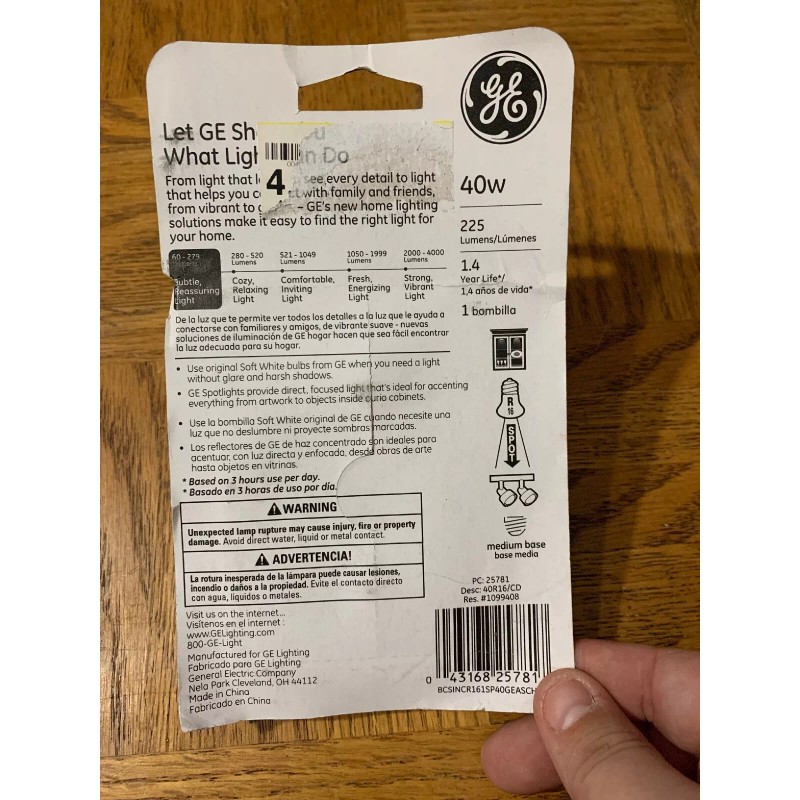 GE
Let GE Sh
What Ligh n Do
From light that l see every detail to light
that helps you c t with family and friends,
from vibrant to g ~ GE's new home lighting
solutions make it easy to find the right light for
your home.
4
60 - 279
Subtle,
Reassuring
Light
280 - 520
Lumens
Cozy,
Relaxing
Light
521 - 1049
Lumens
Comfortable,
Inviting
Light
1050 - 1999
Lumens
Fresh,
Energizing
Light
2000 - 4000
Lumens
Strong,
Vibrant
Light
De la luz que te permite ver todos los detalles a la luz que le ayuda a
conectarse con familiares y amigos, de vibrante suave - nuevas
soluciones de iluminación de GE hogar hacen que sea fácil encontrar
la luz adecuada para su hogar.
• Use original Soft White bulbs from GE when you need a light
without glare and harsh shadows.
• GE Spotlights provide direct, focused light that's ideal for accenting
everything from artwork to objects inside curio cabinets.
• Use la bombilla Soft White original de GE cuando necesite una
luz que no deslumbre ni proyecte sombras marcadas.
• Los reflectores de GE de haz concentrado son ideales para
acentuar, con luz directa y enfocada, desde obras de arte
hasta objetos en vitrinas.
* Based on 3 hours use per day.
* Basado en 3 horas de uso por día.
⚠WARNING
Unexpected lamp rupture may cause injury, fire or property
damage. Avoid direct water, liquid or metal contact.
⚠ ADVERTENCIA!
La rotura inesperada de la lámpara puede causar lesiones,
incendio o daños a la propiedad. Evite el contacto directo
con agua, líquidos o metales.
Visit us on the internet...
Visítenos en el internet :
www.GELighting.com
800-GE-Light
Manufactured for GE Lighting
Fabricado para GE Lighting
General Electric Company
Nela Park Cleveland, OH 44112
Made in China
Fabricado en China
40w
225
Lumens/Lúmenes
1.4
Year Life*/
1,4 años de vida*
1 bombilla
R
16
SPOT
medium base
base media
PC: 25781
Desc: 40R16/CD
Res. #1099408
0 43168 25781
BCSINCR161SP40GEASCH